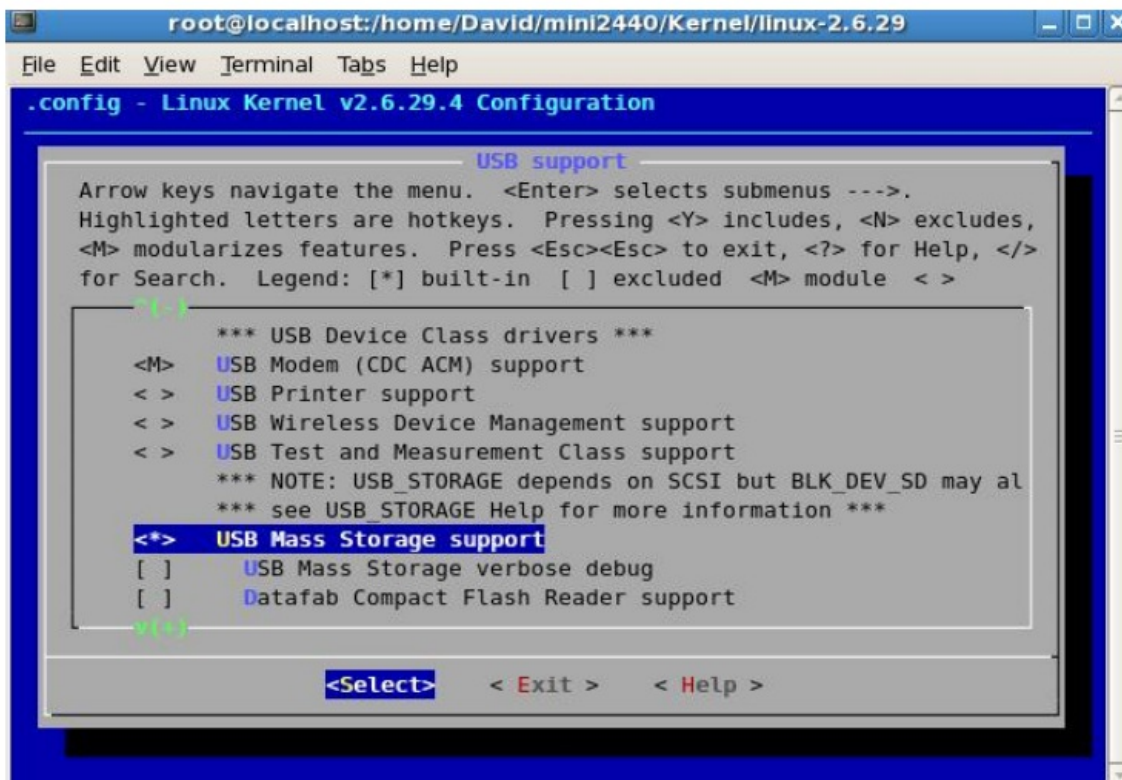 root@localhost:/home/David/mini2440/Kernel/linux-2.6.29
File Edit View Terminal Tabs Help
.config - Linux Kernel v2.6.29.4 Configuration
USB support
Arrow keys navigate the menu. <Enter> selects submenus --->.
Highlighted letters are hotkeys. Pressing <Y> includes, <N> excludes,
<M> modularizes features. Press <Esc><Esc> to exit, <?> for Help, </>
for Search. Legend: [*] built-in [ ] excluded <M> module < >
^(-)
*** USB Device Class drivers ***
<M> USB Modem (CDC ACM) support
< > USB Printer support
< > USB Wireless Device Management support
< > USB Test and Measurement Class support
*** NOTE: USB_STORAGE depends on SCSI but BLK_DEV_SD may al
*** see USB_STORAGE Help for more information ***
<*> USB Mass Storage support
[ ] USB Mass Storage verbose debug
[ ] Datafab Compact Flash Reader support
v(+)
<Select> < Exit > < Help >